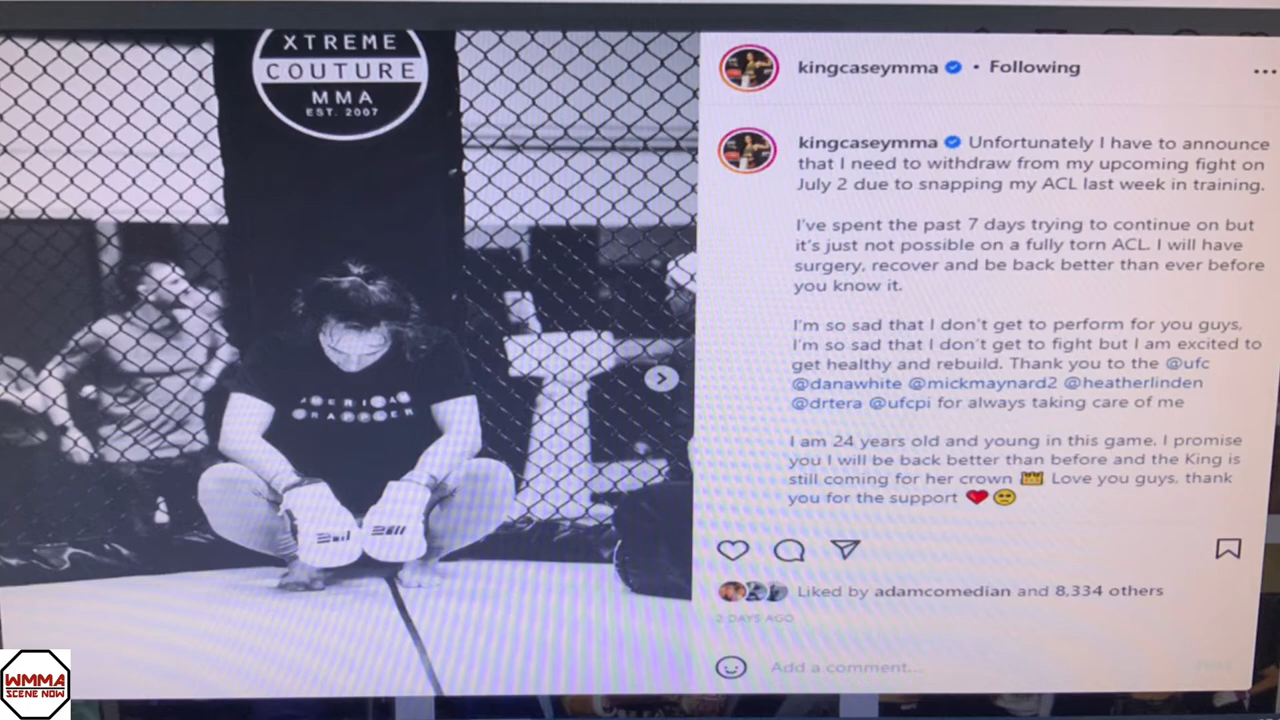 XTREME
COUTURE
MMA
EST. 2007
kingcaseymma • Following
kingcaseymma Unfortunately I have to announce
that I need to withdraw from my upcoming fight on
July 2 due to snapping my ACL last week in training.
I've spent the past 7 days trying to continue on but
it's just not possible on a fully torn ACL. I will have
surgery, recover and be back better than ever before
you know it.
I'm so sad that I don't get to perform for you guys,
I'm so sad that I don't get to fight but I am excited to
get healthy and rebuild. Thank you to the @ufc
@danawhite @mickmaynard2 @heatherlinden
@drtera @ufcpi for always taking care of me
I am 24 years old and young in this game. I promise
you I will be back better than before and the King is
still coming for her crown 👑 Love you guys, thank
you for the support ❤️🥺
Liked by adamcomedian and 8,334 others
2 DAYS AGO
Add a comment...
WMMA
SCENE NOW